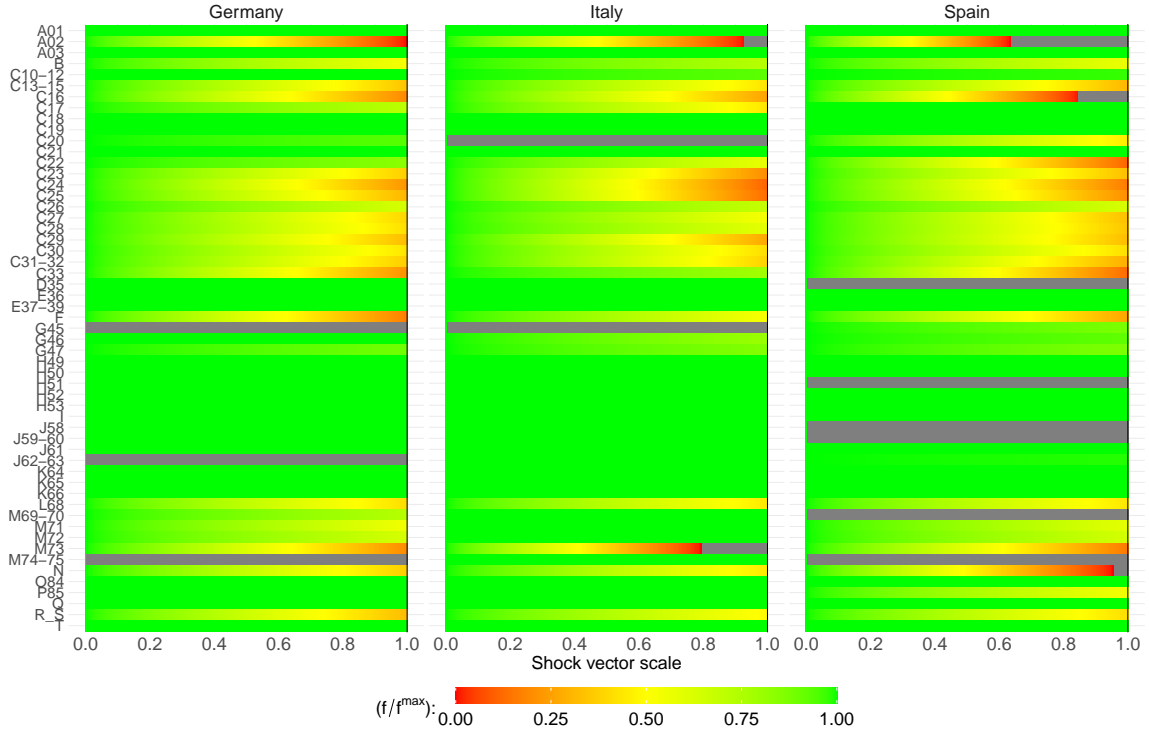 Germany Italy Spain
A01
A02
A03
B
C10−12
C13−15
C16
C17
C18
C19
C20
C21
C22
C23
C24
C25
C26
C27
C28
C29
C30
C31−32
C33
D35
E36
E37−39
F
G45
G46
G47
H49
H50
H51
H52
H53
I
J58
J59−60
J61
J62−63
K64
K65
K66
L68
M69−70
M71
M72
M73
M74−75
N
O84
P85
Q
R_S
T
0.0 0.2 0.4 0.6 0.8 1.0 0.0 0.2 0.4 0.6 0.8 1.0 0.0 0.2 0.4 0.6 0.8 1.0
Shock vector scale
(f/f^max): 0.00 0.25 0.50 0.75 1.00